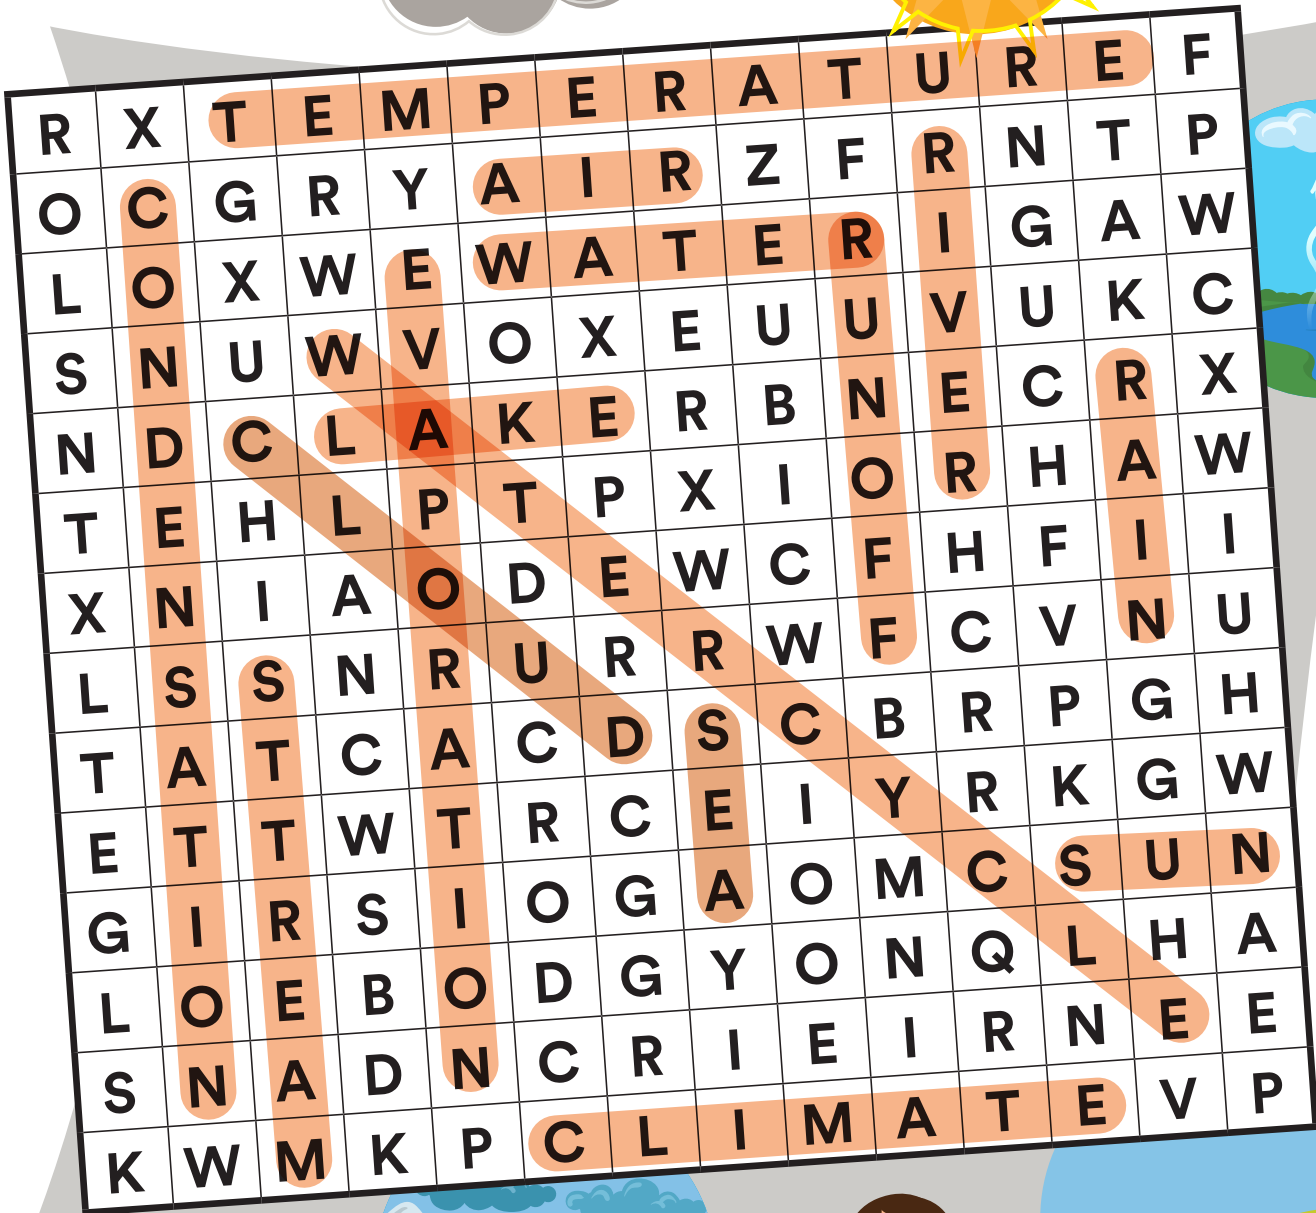 R X T E M P E R A T U R E F
O C G R Y A I R Z F R N T P
L O X W E W A T E R I G A W
S N U W V O X E U U V U K C
N D C L A K E R B N E C R X
T E H L P T P X I O R H A W
X N I A O D E W C F H F I I
L S S N R U R R W F C V N U
T A T C A C D S C B R P G H
E T T W T R C E I Y R K G W
G I R S I O G A O M C S U N
L O E B O D G Y O N Q L H A
S N A D N C R I E I R N E E
K W M K P C L I M A T E V P